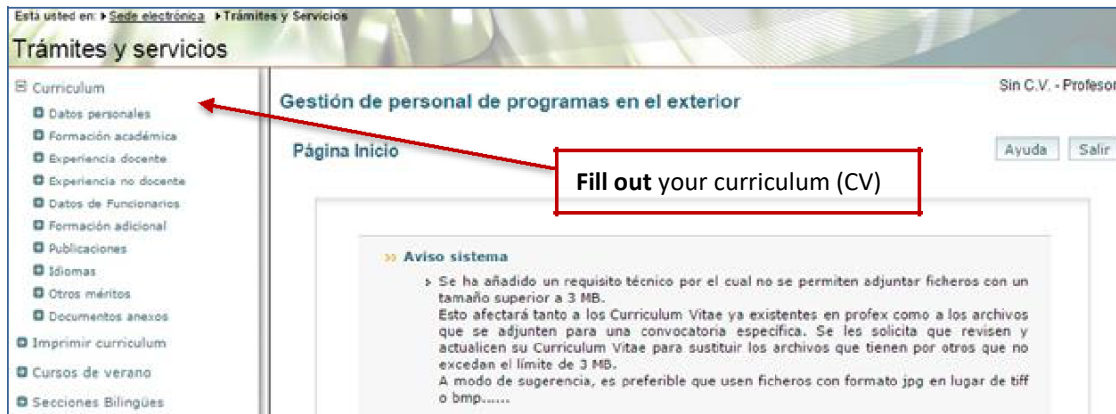 Está usted en: Sede electrónica Trámites y Servicios
Trámites y servicios
Curriculum
Datos personales
Formación académica
Experiencia docente
Experiencia no docente
Datos de Funcionarios
Formación adicional
Publicaciones
Idiomas
Otros méritos
Documentos anexos
Imprimir curriculum
Cursos de verano
Secciones Bilingües
Sin C.V. - Profesor
Gestión de personal de programas en el exterior
Página Inicio
Ayuda Salir
Fill out your curriculum (CV)
Aviso sistema
Se ha añadido un requisito técnico por el cual no se permiten adjuntar ficheros con un
tamaño superior a 3 MB.
Esto afectará tanto a los Curriculum Vitae ya existentes en profex como a los archivos
que se adjunten para una convocatoria específica. Se les solicita que revisen y
actualicen su Curriculum Vitae para sustituir los archivos que tienen por otros que no
excedan el límite de 3 MB.
A modo de sugerencia, es preferible que usen ficheros con formato jpg en lugar de tiff
o bmp......